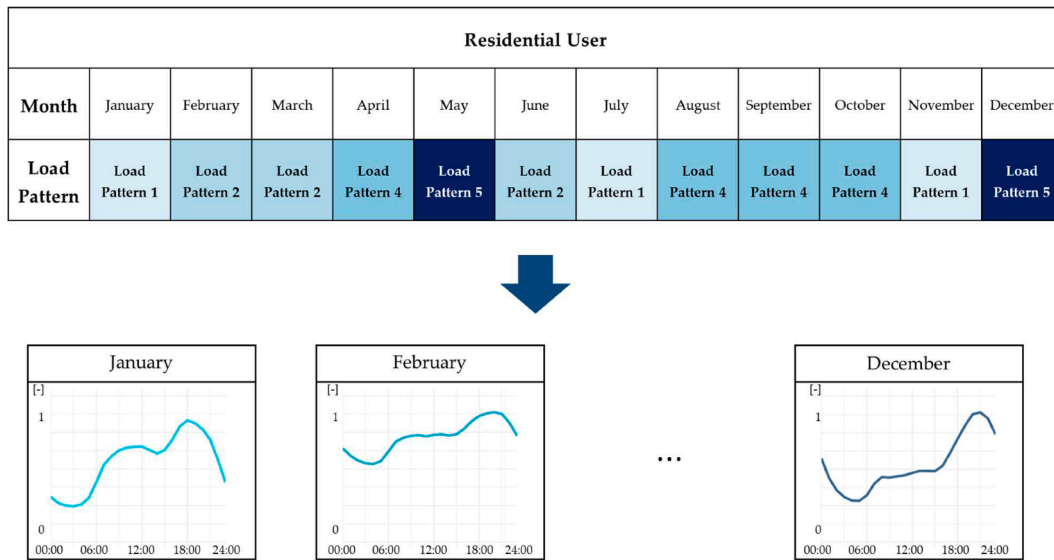 Residential User
Month January February March April May June July August September October November December
Load Pattern Load Pattern 1 Load Pattern 2 Load Pattern 2 Load Pattern 4 Load Pattern 5 Load Pattern 2 Load Pattern 1 Load Pattern 4 Load Pattern 4 Load Pattern 4 Load Pattern 1 Load Pattern 5
January
[-]
1
0
00:00 06:00 12:00 18:00 24:00
February
[-]
1
0
00:00 06:00 12:00 18:00 24:00
...
December
[-]
1
0
00:00 06:00 12:00 18:00 24:00